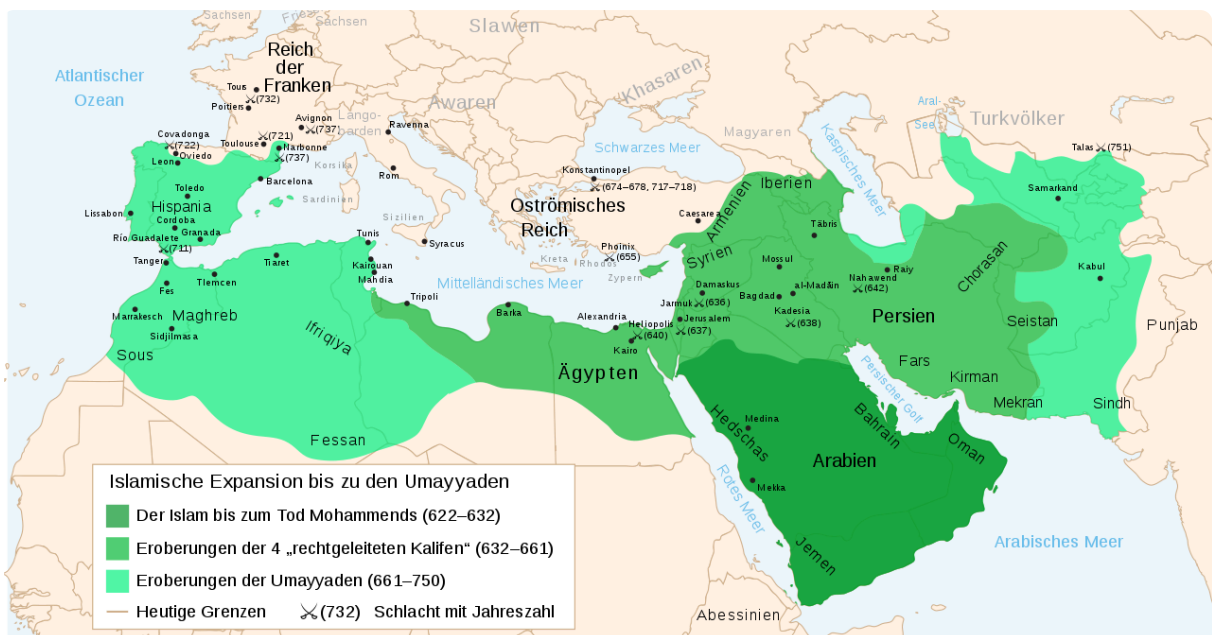 Sachsen
Friesen
Sachsen
Slawen
Reich
der
Franken
Atlantischer
Ozean
Tours
(732)
Poitiers
Awaren
Khasaren
Aral-
See
Turkvölker
Avignon
(737)
Lango-
barden
Ravenna
Magyaren
Kaspisches Meer
Covadonga
(722)
Oviedo
Leon
(721)
Toulouse
Narbonne
(737)
Korsika
Rom
Schwarzes Meer
Talas
(751)
Konstantinopel
(674–678, 717–718)
Iberien
Armenien
Samarkand
Barcelona
Toledo
Hispania
Sardinien
Oströmisches
Reich
Caesarea
Lissabon
Cordoba
Granada
Río Guadalete
(711)
Sizilien
Syracus
Täbris
Tunis
Phoinix
(655)
Kreta
Rhodos
Zypern
Syrien
Mossul
Chorasan
Tanger
Tiaret
Kairouan
Mahdia
Raiy
Nahawend
(642)
Kabul
Fes
Tlemcen
Mittelländisches Meer
Damaskus
Jarmuk
(636)
Bagdad
al-Madāin
Marrakesch
Maghreb
Sidjilmasa
Ifriqiya
Tripoli
Barka
Alexandria
Heliopolis
(640)
Jerusalem
(637)
Kadesia
(638)
Persien
Seistan
Punjab
Sous
Kairo
Ägypten
Fars
Kirman
Mekran
Sindh
Persischer Golf
Fessan
Medina
Hedschas
Bahrain
Oman
Arabien
Mekka
Rotes Meer
Jemen
Arabisches Meer
Abessinien
Islamische Expansion bis zu den Umayyaden
Der Islam bis zum Tod Mohammends (622–632)
Eroberungen der 4 „rechtgeleiteten Kalifen“ (632–661)
Eroberungen der Umayyaden (661–750)
Heutige Grenzen
(732) Schlacht mit Jahreszahl